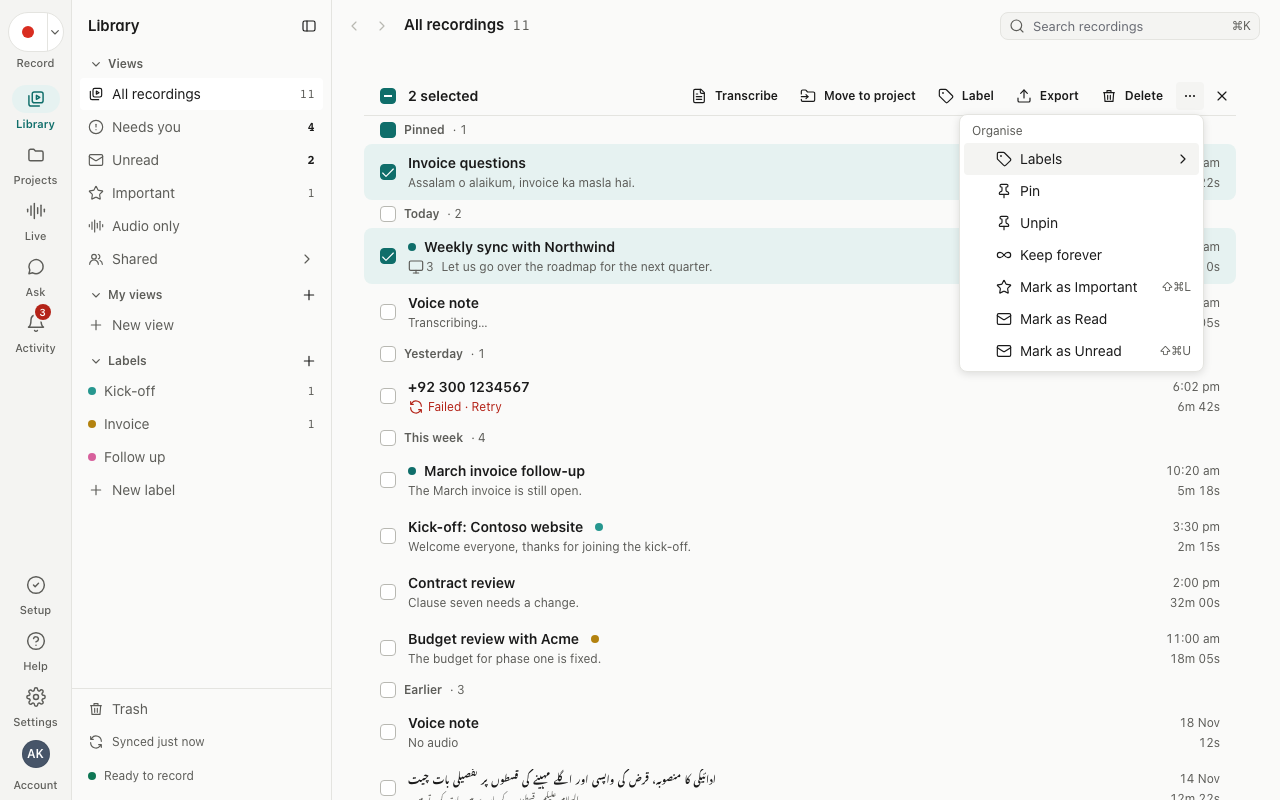 Record
Library
Projects
Live
Ask
3
Activity
Setup
Help
Settings
AK
Account
Library
Views
All recordings 11
Needs you 4
Unread 2
Important 1
Audio only
Shared
My views
New view
Labels
Kick-off 1
Invoice 1
Follow up
New label
Trash
Synced just now
Ready to record
All recordings 11
Search recordings ⌘K
2 selected
Transcribe
Move to project
Label
Export
Delete
Organise
Labels
Pin
Unpin
Keep forever
Mark as Important ⇧⌘L
Mark as Read
Mark as Unread ⇧⌘U
Pinned · 1
Invoice questions am
Assalam o alaikum, invoice ka masla hai. 22s
Today · 2
Weekly sync with Northwind am
3 Let us go over the roadmap for the next quarter. 0s
Voice note am
Transcribing... 05s
Yesterday · 1
+92 300 1234567 6:02 pm
Failed · Retry 6m 42s
This week · 4
March invoice follow-up 10:20 am
The March invoice is still open. 5m 18s
Kick-off: Contoso website 3:30 pm
Welcome everyone, thanks for joining the kick-off. 2m 15s
Contract review 2:00 pm
Clause seven needs a change. 32m 00s
Budget review with Acme 11:00 am
The budget for phase one is fixed. 18m 05s
Earlier · 3
Voice note 18 Nov
No audio 12s
ادائیگی کا منصوبہ، قرض کی واپسی اور اگلے مہینے کی قسطوں پر تفصیلی بات چیت 14 Nov
12m 22s